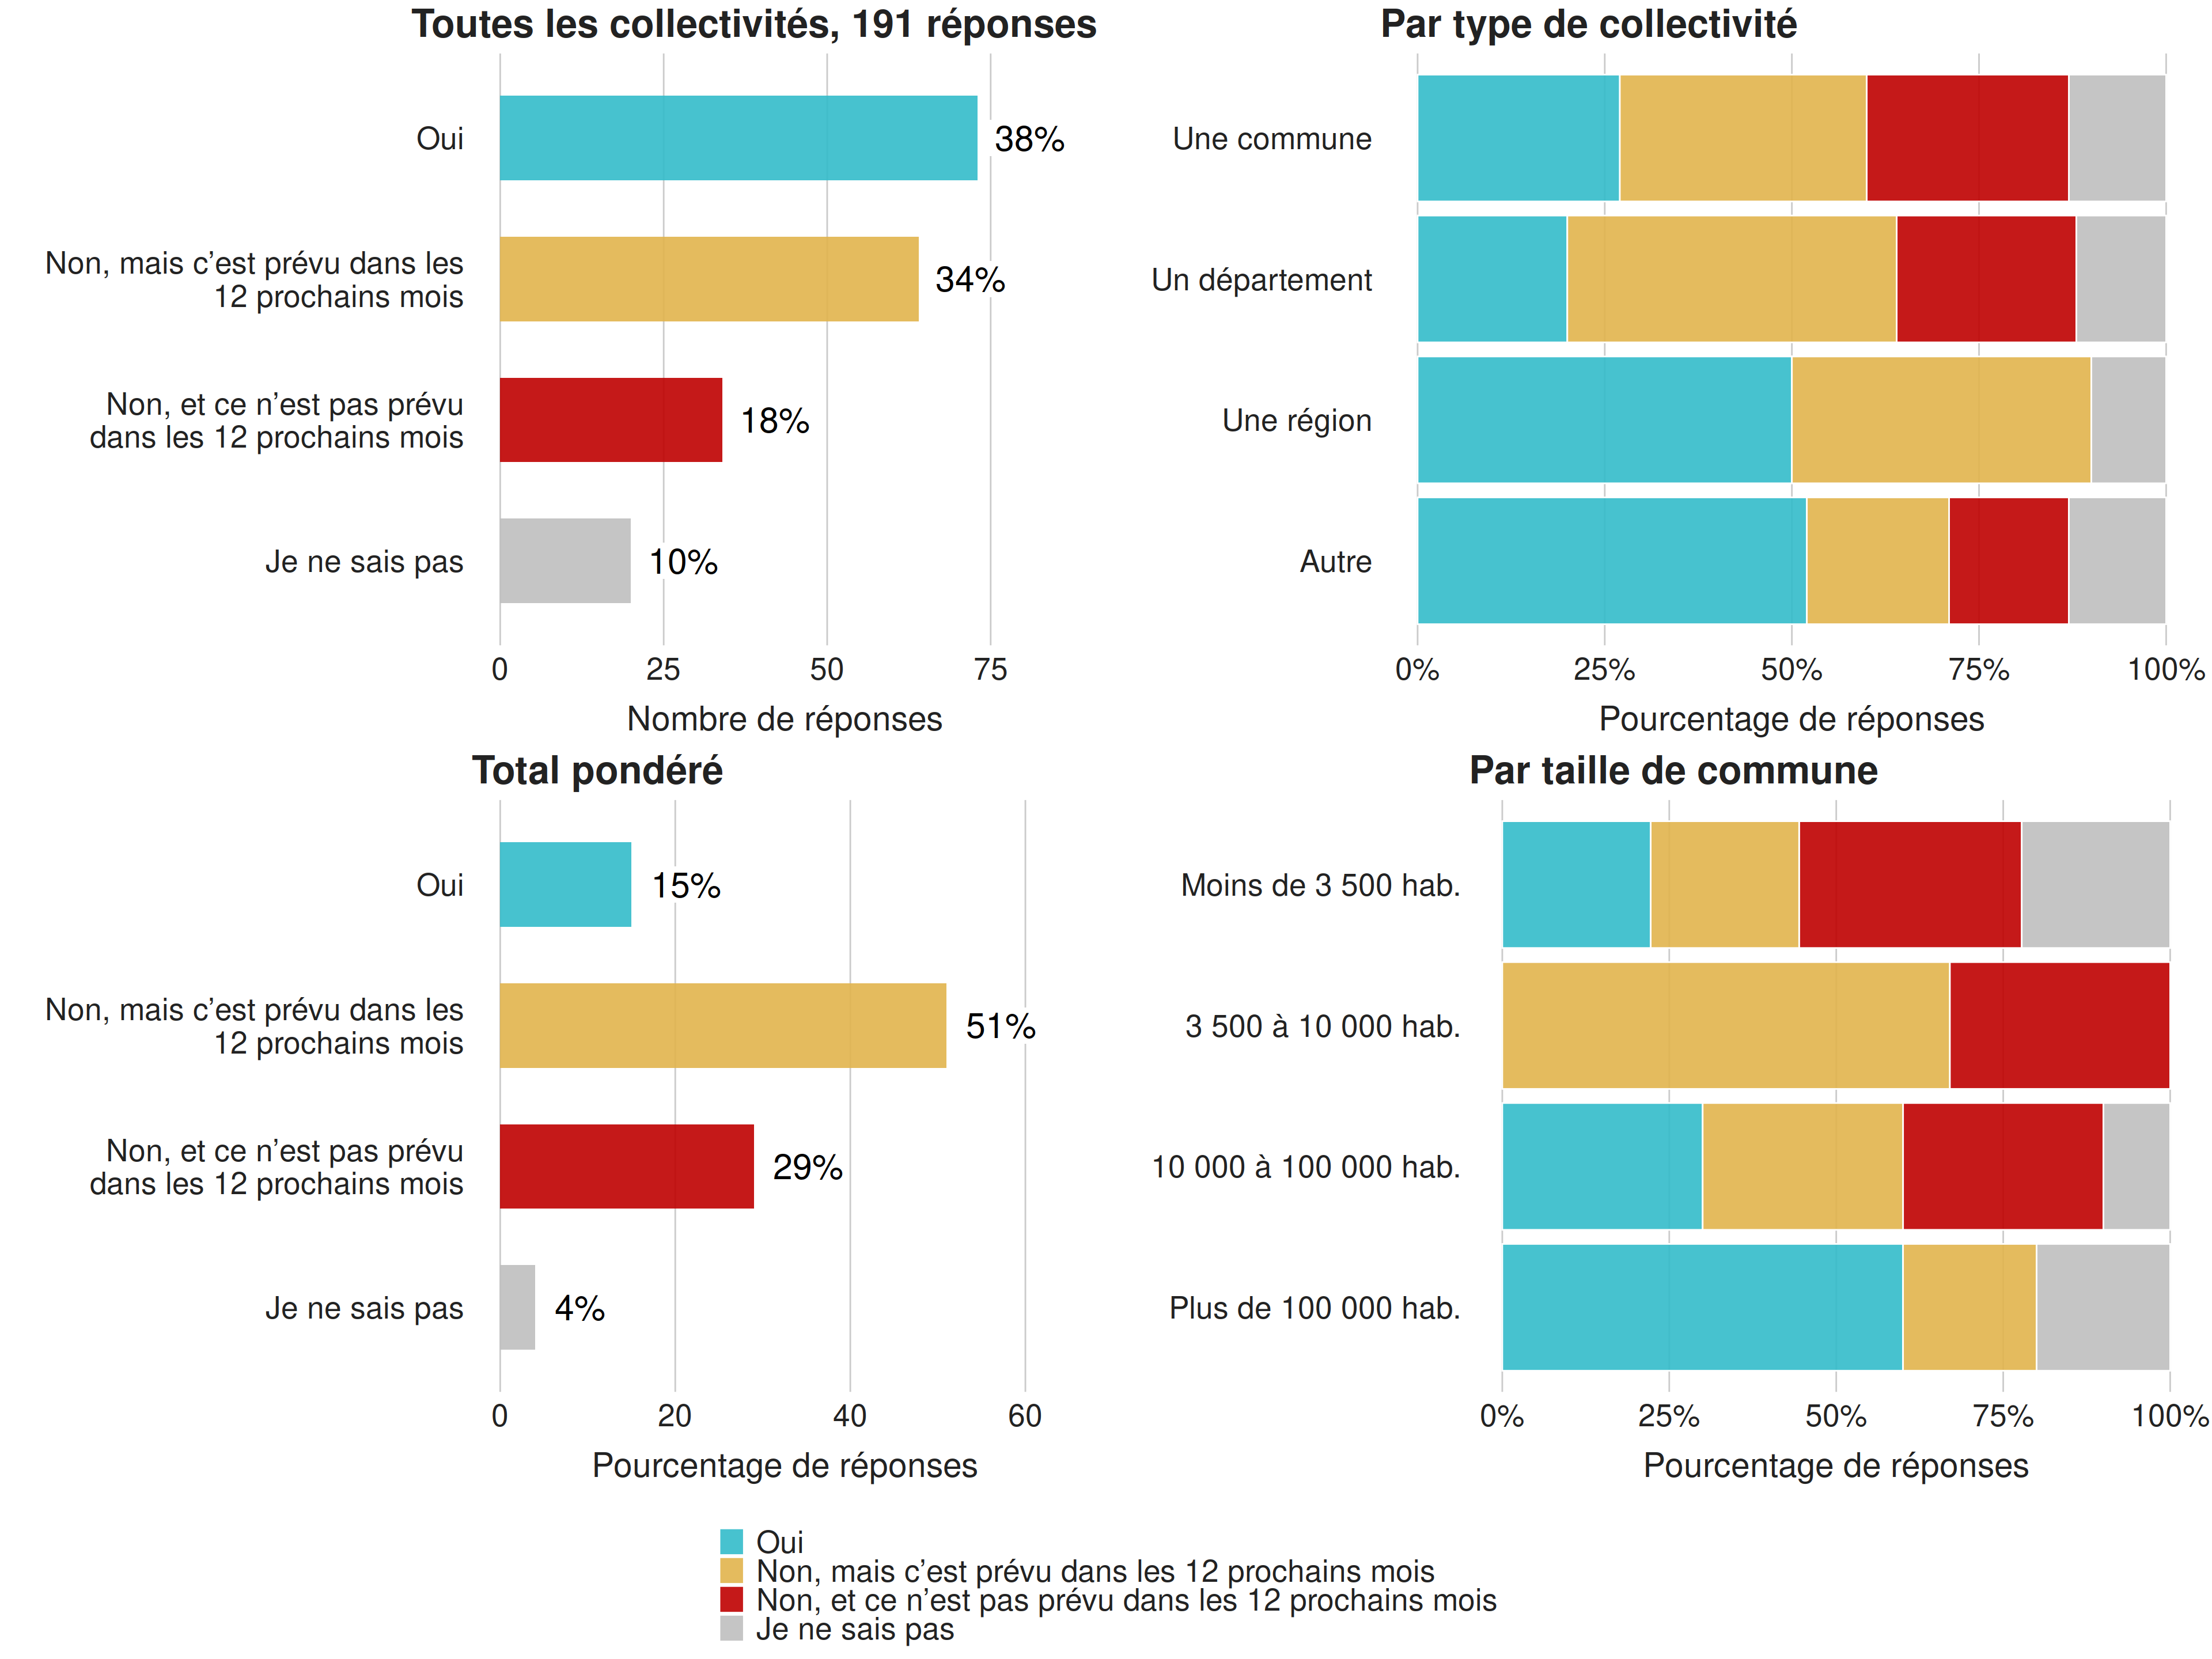 Toutes les collectivités, 191 réponses
Oui
38%
Non, mais c’est prévu dans les
12 prochains mois
34%
Non, et ce n’est pas prévu
dans les 12 prochains mois
18%
Je ne sais pas
10%
0 25 50 75
Nombre de réponses
Par type de collectivité
Une commune
Un département
Une région
Autre
0% 25% 50% 75% 100%
Pourcentage de réponses
Total pondéré
Oui
15%
Non, mais c’est prévu dans les
12 prochains mois
51%
Non, et ce n’est pas prévu
dans les 12 prochains mois
29%
Je ne sais pas
4%
0 20 40 60
Pourcentage de réponses
Par taille de commune
Moins de 3 500 hab.
3 500 à 10 000 hab.
10 000 à 100 000 hab.
Plus de 100 000 hab.
0% 25% 50% 75% 100%
Pourcentage de réponses
Oui
Non, mais c’est prévu dans les 12 prochains mois
Non, et ce n’est pas prévu dans les 12 prochains mois
Je ne sais pas